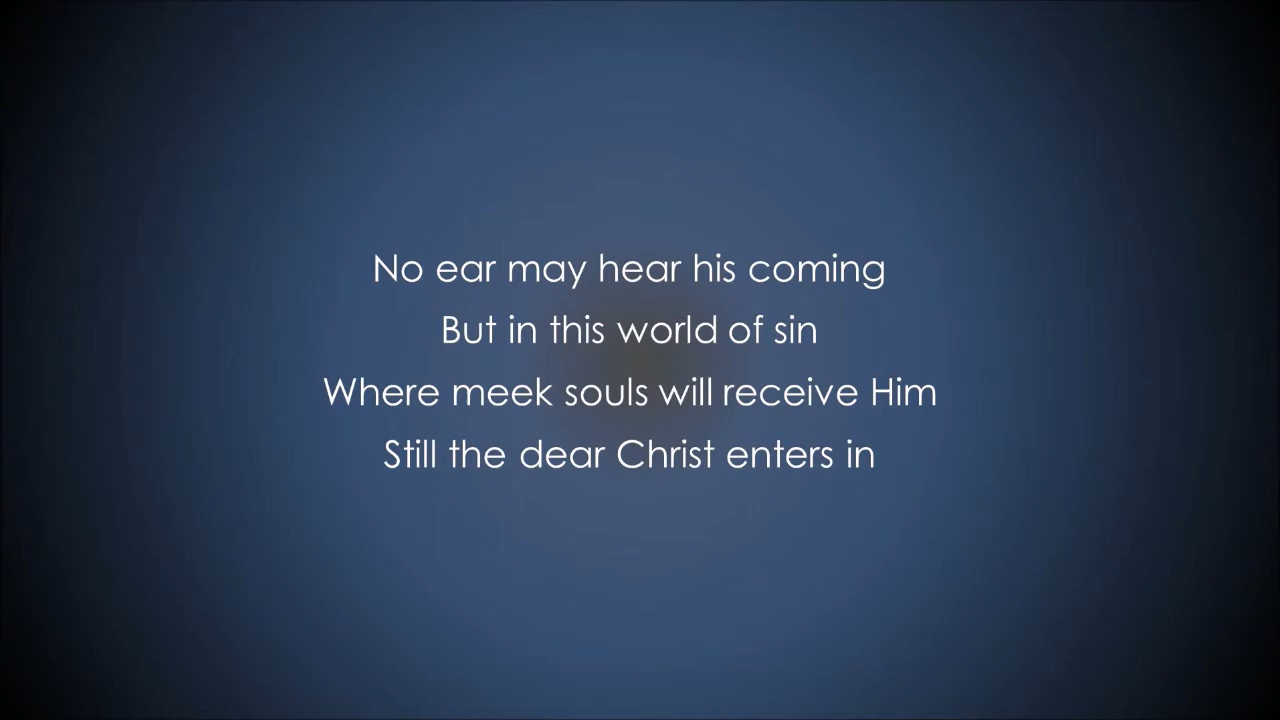 No ear may hear his coming
But in this world of sin
Where meek souls will receive Him
Still the dear Christ enters in